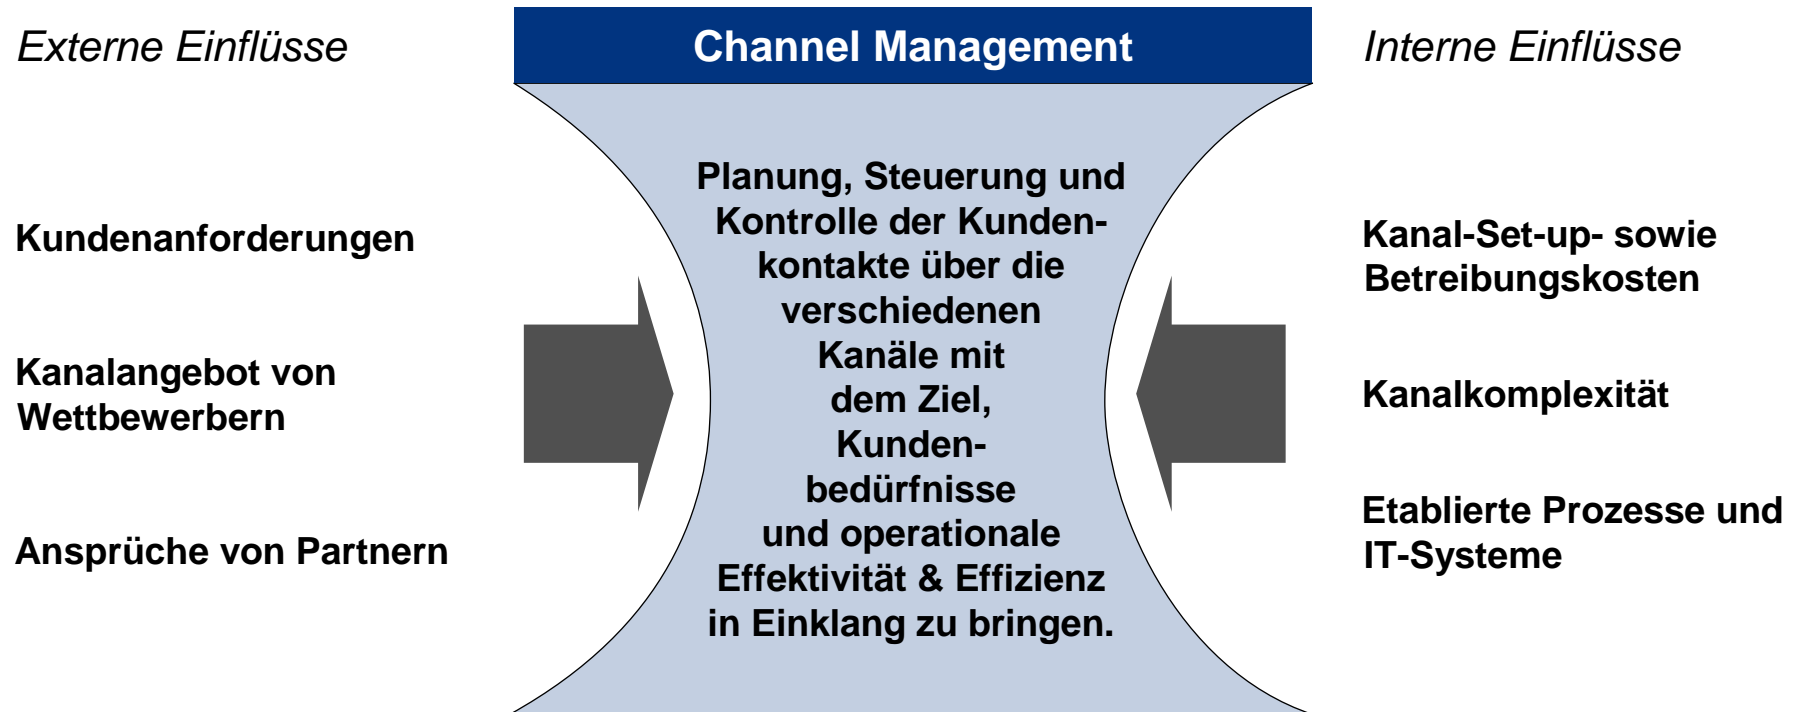 Externe Einflüsse
Kundenanforderungen
Kanalangebot von
Wettbewerbern
Ansprüche von Partnern
Channel Management
Planung, Steuerung und
Kontrolle der Kunden-
kontakte über die
verschiedenen
Kanäle mit
dem Ziel,
Kunden-
bedürfnisse
und operationale
Effektivität & Effizienz
in Einklang zu bringen.
Interne Einflüsse
Kanal-Set-up- sowie
Betreibungskosten
Kanalkomplexität
Etablierte Prozesse und
IT-Systeme